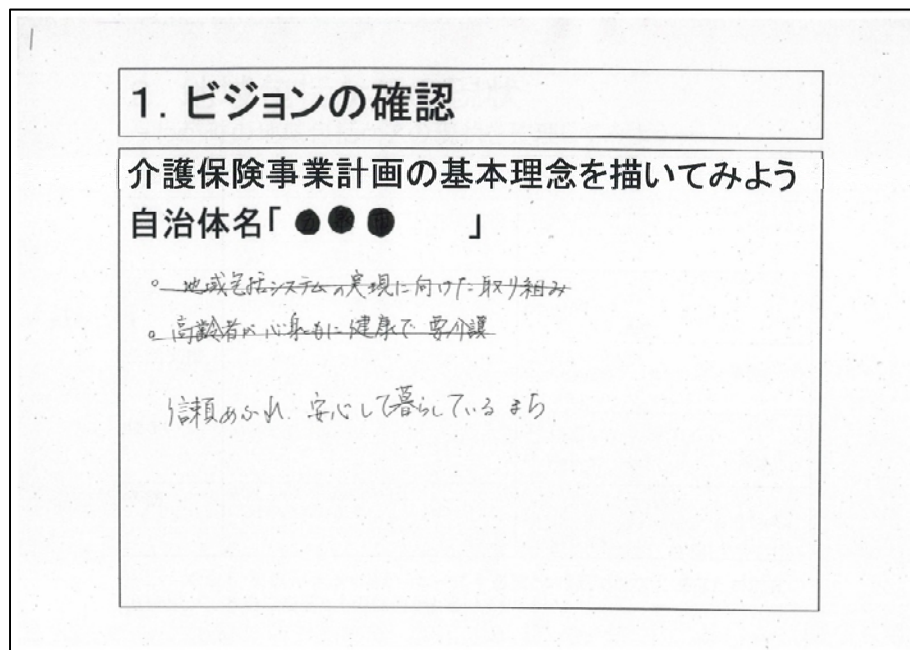 1
1. ビジョンの確認
介護保険事業計画の基本理念を描いてみよう
自治体名「●●● 」
○ 地域包括システムの実現に向けた取り組み
○ 高齢者が心身ともに健康で要介護
信頼あふれ 安心して暮らしているまち